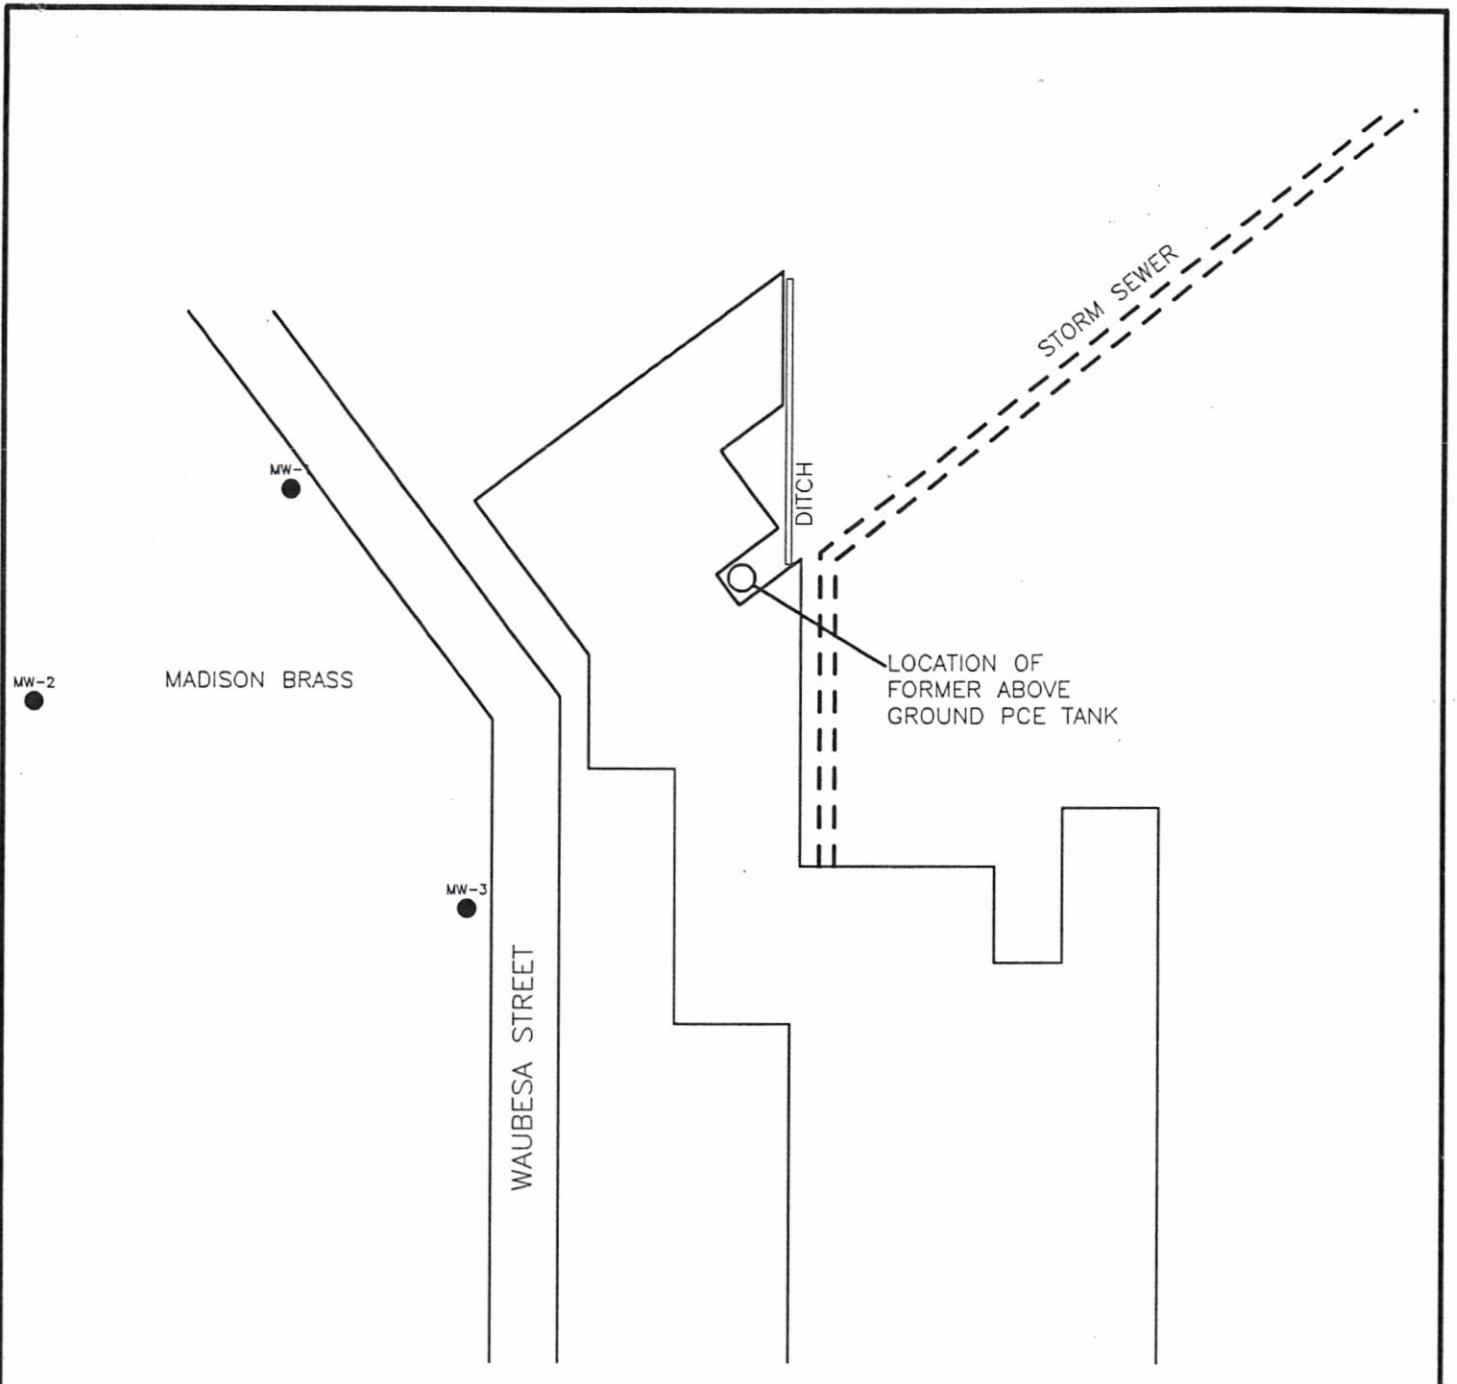 STORM SEWER
MW-1
DITCH
LOCATION OF
FORMER ABOVE
GROUND PCE TANK
MW-2
MADISON BRASS
MW-3
WAUBESA STREET